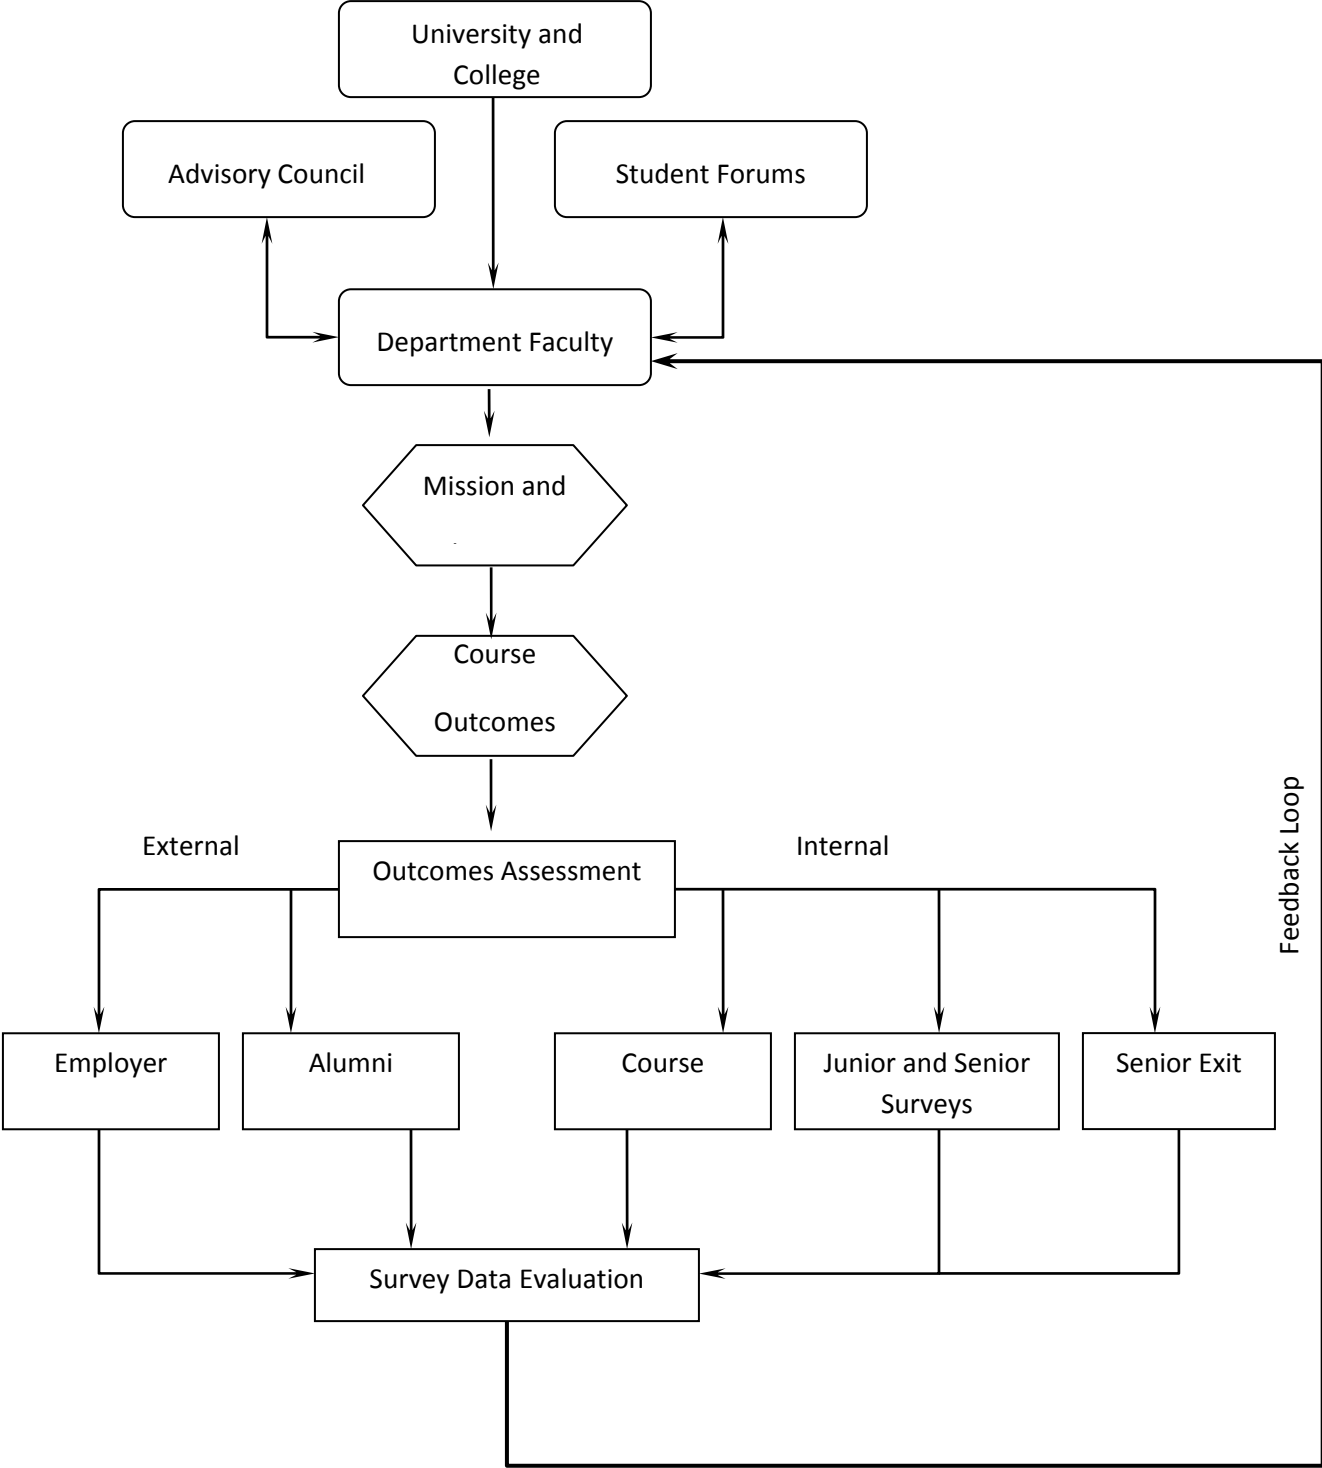 University and
College
Advisory Council
Student Forums
Department Faculty
Mission and
Course
Outcomes
External
Outcomes Assessment
Internal
Feedback Loop
Employer
Alumni
Course
Junior and Senior
Surveys
Senior Exit
Survey Data Evaluation